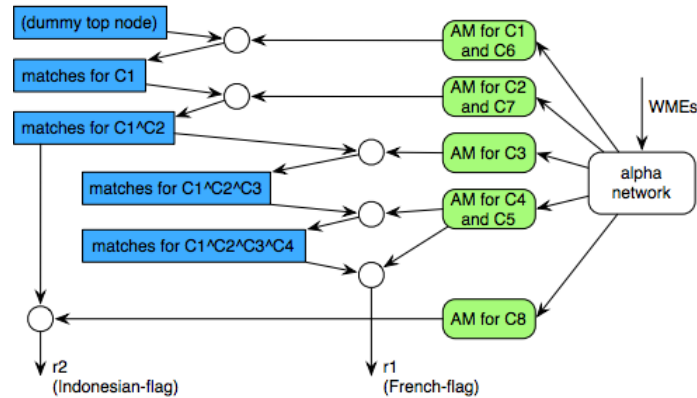 (dummy top node)
AM for C1
and C6
matches for C1
AM for C2
and C7
WMEs
matches for C1^C2
AM for C3
alpha
network
matches for C1^C2^C3
AM for C4
and C5
matches for C1^C2^C3^C4
AM for C8
r2
(Indonesian-flag)
r1
(French-flag)